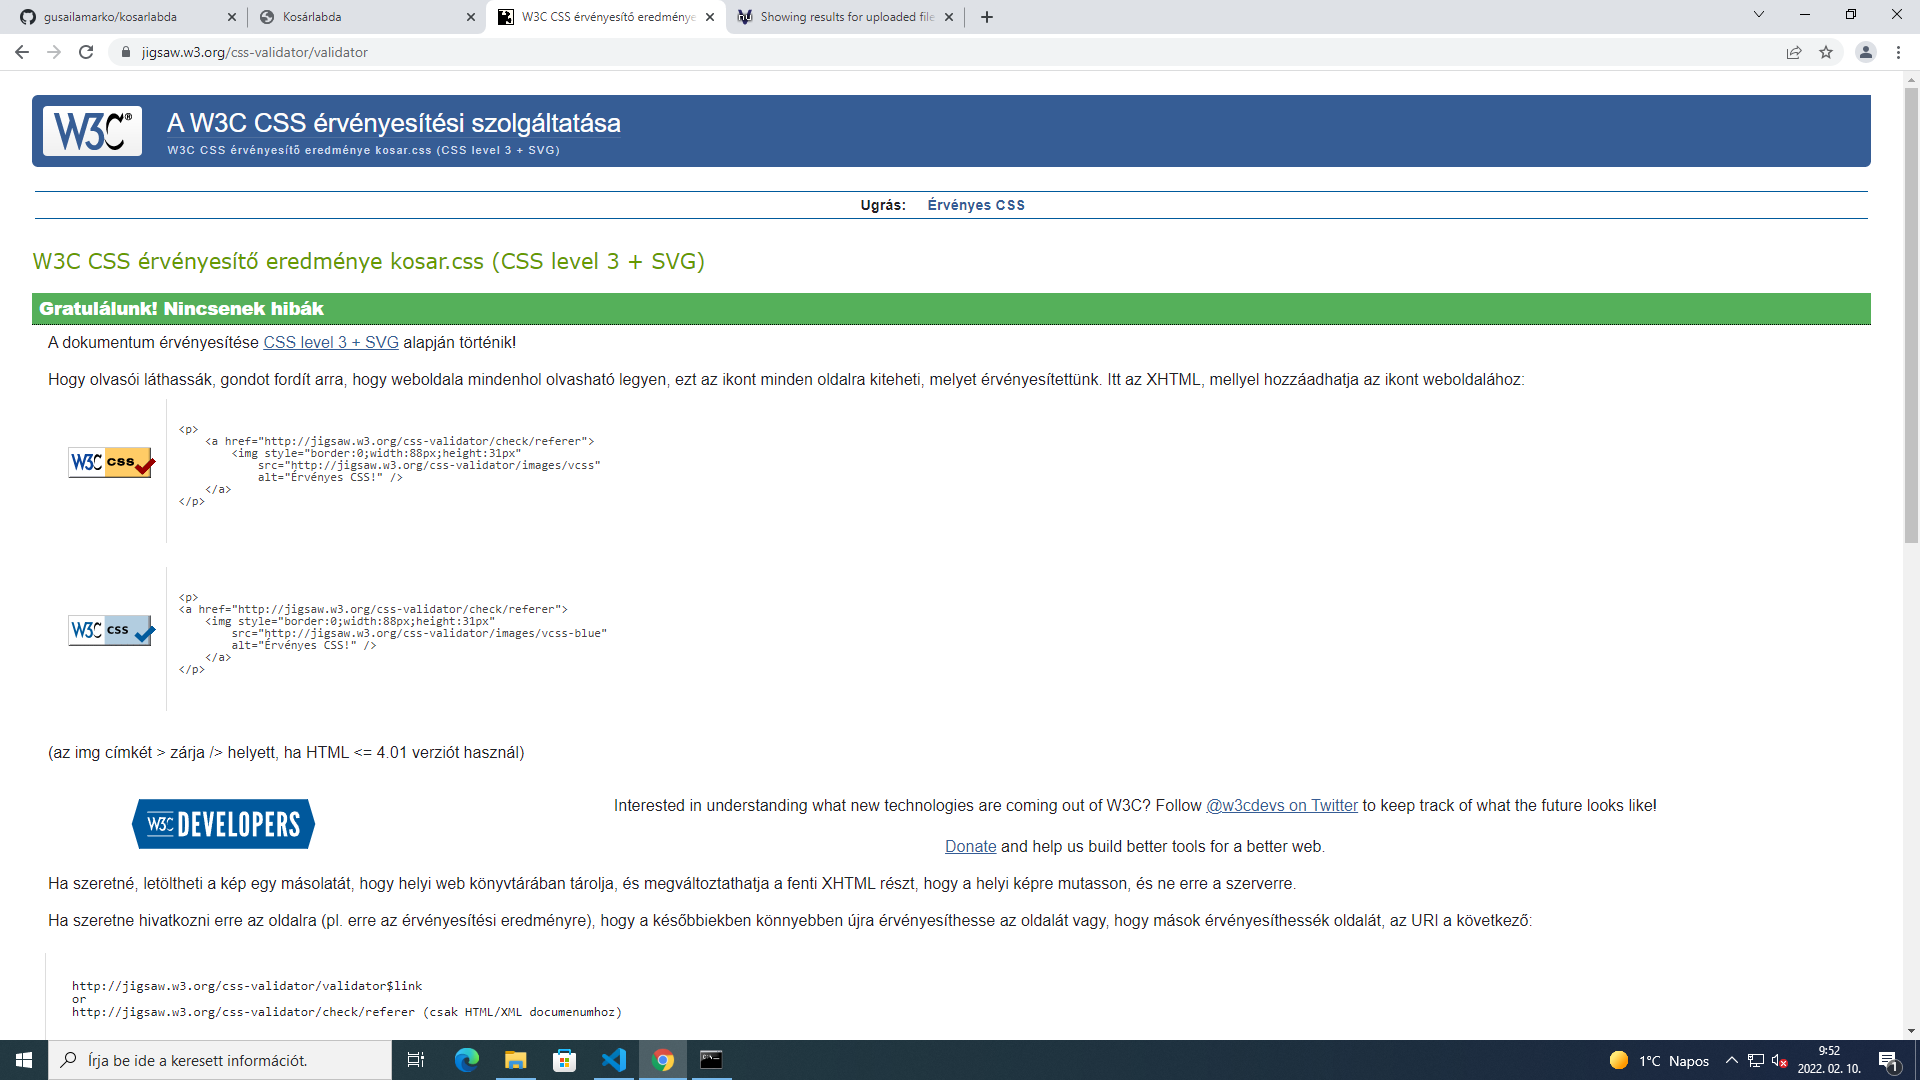 gusailamarko/kosarlabda
Kosárlabda
W3C CSS érvényesítő eredménye
Showing results for uploaded file
jigsaw.w3.org/css-validator/validator
W3C®
A W3C CSS érvényesítési szolgáltatása
W3C CSS érvényesítő eredménye kosar.css (CSS level 3 + SVG)
Ugrás: Érvényes CSS
W3C CSS érvényesítő eredménye kosar.css (CSS level 3 + SVG)
Gratulálunk! Nincsenek hibák
A dokumentum érvényesítése CSS level 3 + SVG alapján történik!
Hogy olvasói láthassák, gondot fordít arra, hogy weboldala mindenhol olvasható legyen, ezt az ikont minden oldalra kiteheti, melyet érvényesítettünk. Itt az XHTML, mellyel hozzáadhatja az ikont weboldalához:
W3C CSS
<p>
<a href="http://jigsaw.w3.org/css-validator/check/referer">
<img style="border:0;width:88px;height:31px"
src="http://jigsaw.w3.org/css-validator/images/vcss"
alt="Érvényes CSS!" />
</a>
</p>
W3C CSS
<p>
<a href="http://jigsaw.w3.org/css-validator/check/referer">
<img style="border:0;width:88px;height:31px"
src="http://jigsaw.w3.org/css-validator/images/vcss-blue"
alt="Érvényes CSS!" />
</a>
</p>
(az img címkét > zárja /> helyett, ha HTML <= 4.01 verziót használ)
W3C DEVELOPERS
Interested in understanding what new technologies are coming out of W3C? Follow @w3cdevs on Twitter to keep track of what the future looks like!
Donate and help us build better tools for a better web.
Ha szeretné, letöltheti a kép egy másolatát, hogy helyi web könyvtárában tárolja, és megváltoztathatja a fenti XHTML részt, hogy a helyi képre mutasson, és ne erre a szerverre.
Ha szeretne hivatkozni erre az oldalra (pl. erre az érvényesítési eredményre), hogy a későbbiekben könnyebben újra érvényesíthesse az oldalát vagy, hogy mások érvényesíthessék oldalát, az URI a következő:
http://jigsaw.w3.org/css-validator/validator$link
or
http://jigsaw.w3.org/css-validator/check/referer (csak HTML/XML documenumhoz)
Írja be ide a keresett információt.
1°C Napos
9:52
2022. 02. 10.
1